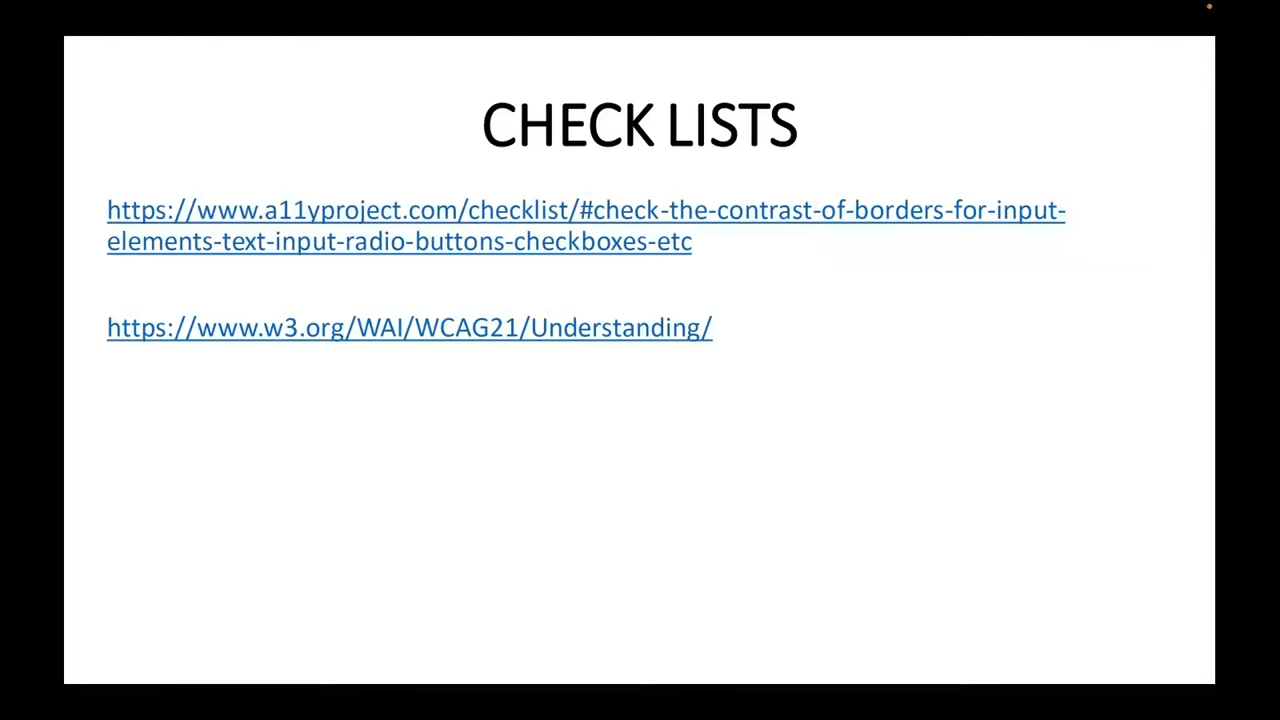 CHECK LISTS
https://www.a11yproject.com/checklist/#check-the-contrast-of-borders-for-input-
elements-text-input-radio-buttons-checkboxes-etc
https://www.w3.org/WAI/WCAG21/Understanding/